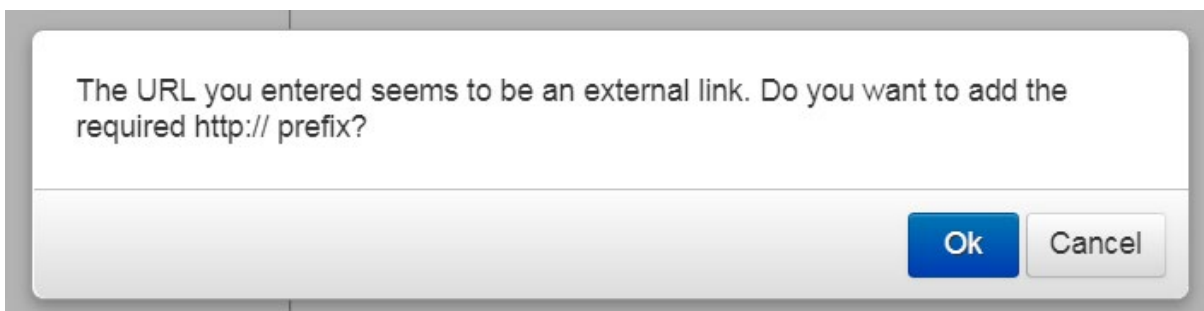 The URL you entered seems to be an external link. Do you want to add the
required http:// prefix?
Ok
Cancel